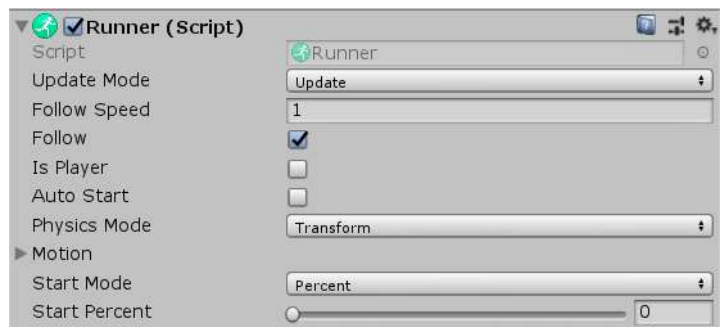 Runner (Script)
Script Runner
Update Mode Update
Follow Speed 1
Follow
Is Player
Auto Start
Physics Mode Transform
Motion
Start Mode Percent
Start Percent 0